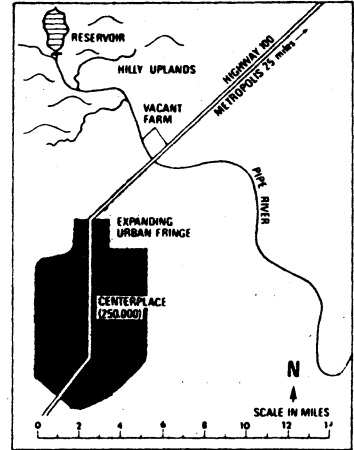 RESERVOIR
HILLY UPLANDS
HIGHWAY 100
METROPOLIS 25 miles
VACANT
FARM
PIPE RIVER
EXPANDING
URBAN FRINGE
CENTERPLACE
(250,000)
N
SCALE IN MILES
0 2 4 6 8 10 12 14